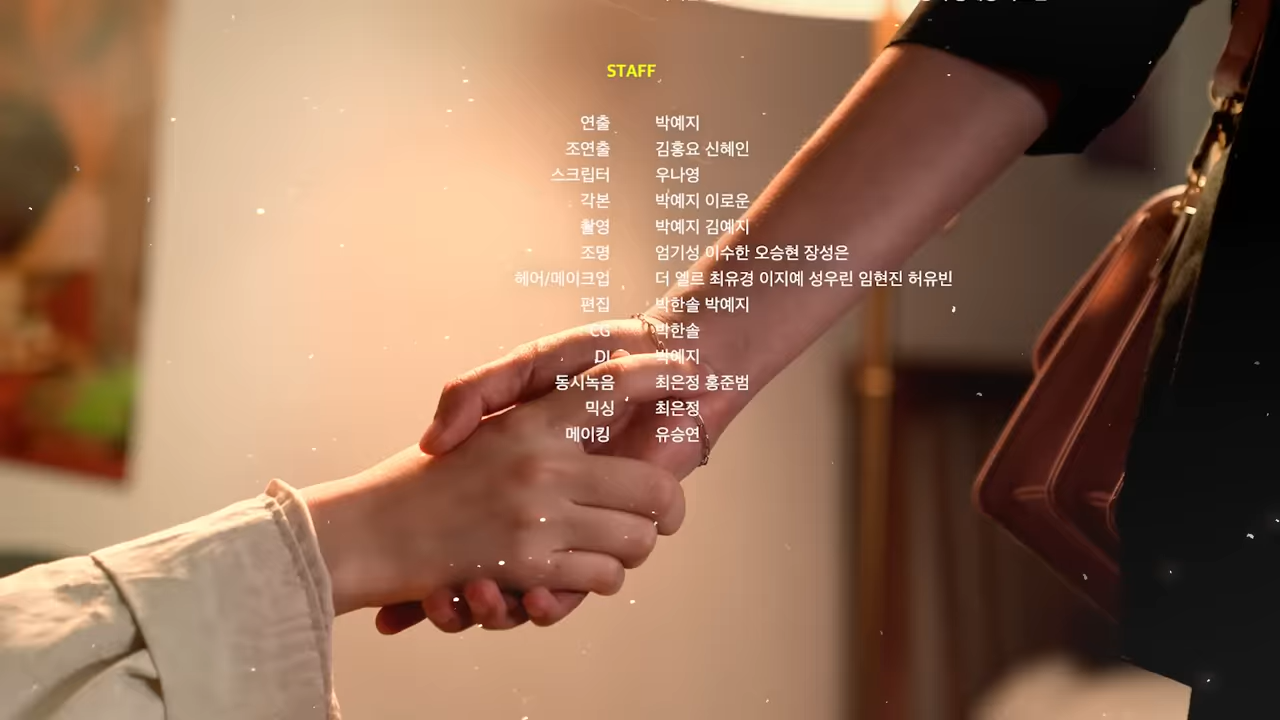 STAFF
연출 박예지
조연출 김홍요 신혜인
스크립터 우나영
각본 박예지 이로운
촬영 박예지 김예지
조명 엄기성 이수한 오승현 장성은
헤어/메이크업 더 엘르 최유경 이지예 성우린 임현진 허유빈
편집 박한솔 박예지
CG 박한솔
DI 박예지
동시녹음 최은정 홍준범
믹싱 최은정
메이킹 유승연